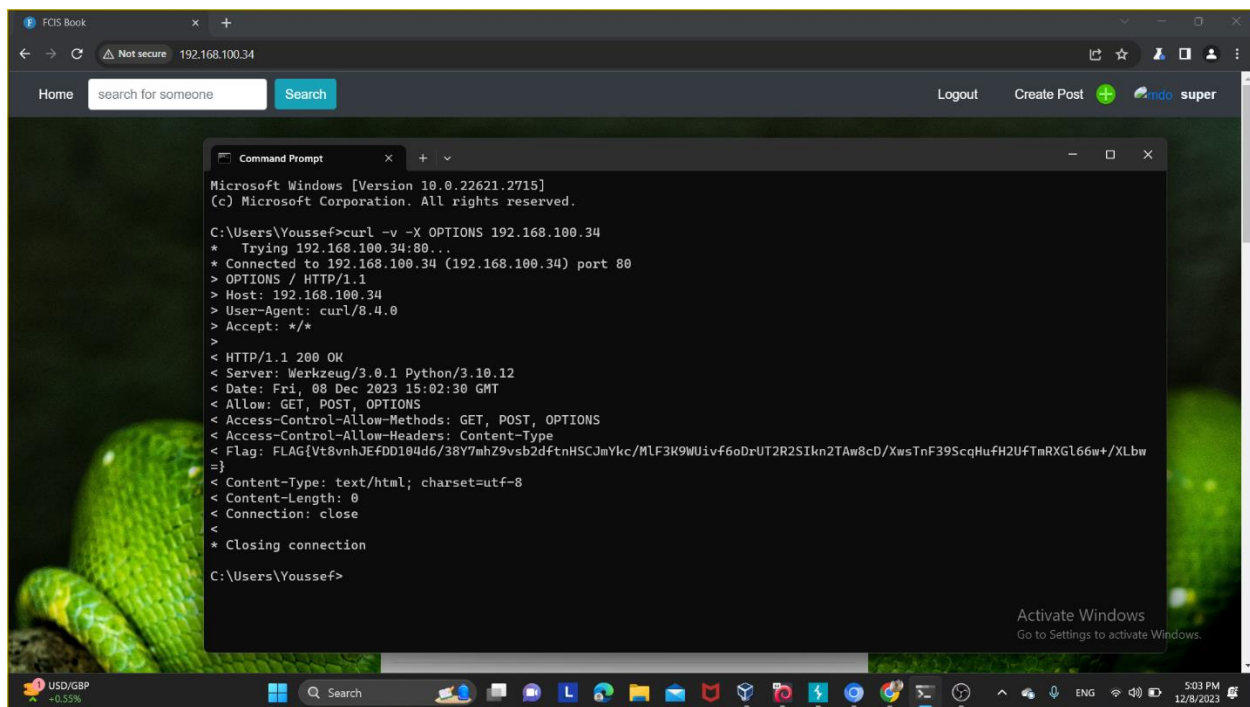 FCIS Book
Not secure 192.168.100.34
Home search for someone Search Logout Create Post mdo super
Command Prompt
Microsoft Windows [Version 10.0.22621.2715]
(c) Microsoft Corporation. All rights reserved.
C:\Users\Youssef>curl -v -X OPTIONS 192.168.100.34
*   Trying 192.168.100.34:80...
* Connected to 192.168.100.34 (192.168.100.34) port 80
> OPTIONS / HTTP/1.1
> Host: 192.168.100.34
> User-Agent: curl/8.4.0
> Accept: */*
>
< HTTP/1.1 200 OK
< Server: Werkzeug/3.0.1 Python/3.10.12
< Date: Fri, 08 Dec 2023 15:02:30 GMT
< Allow: GET, POST, OPTIONS
< Access-Control-Allow-Methods: GET, POST, OPTIONS
< Access-Control-Allow-Headers: Content-Type
< Flag: FLAG{Vt8vnhJEfDD104d6/38Y7mhZ9vsb2dftnHSCJmYkc/MlF3K9WUivf6oDrUT2R2SIkn2TAw8cD/XwsTnF39ScqHufH2UfTmRXGl66w+/XLbw
=}
< Content-Type: text/html; charset=utf-8
< Content-Length: 0
< Connection: close
<
* Closing connection
C:\Users\Youssef>
Activate Windows
Go to Settings to activate Windows.
1
USD/GBP
+0.55%
Search
L
ENG
5:03 PM
12/8/2023